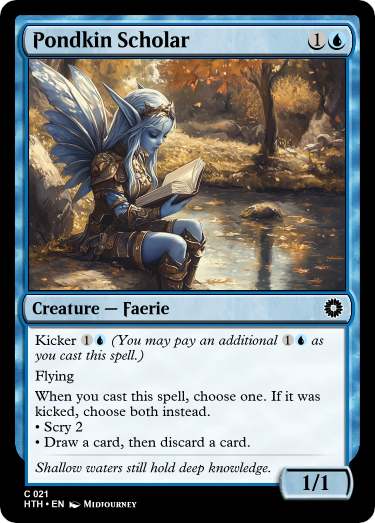 Pondkin Scholar 1
Creature — Faerie
Kicker 1 (You may pay an additional 1 as
you cast this spell.)
Flying
When you cast this spell, choose one. If it was
kicked, choose both instead.
• Scry 2
• Draw a card, then discard a card.
Shallow waters still hold deep knowledge.
1/1
C 021
HTH • EN Midjourney